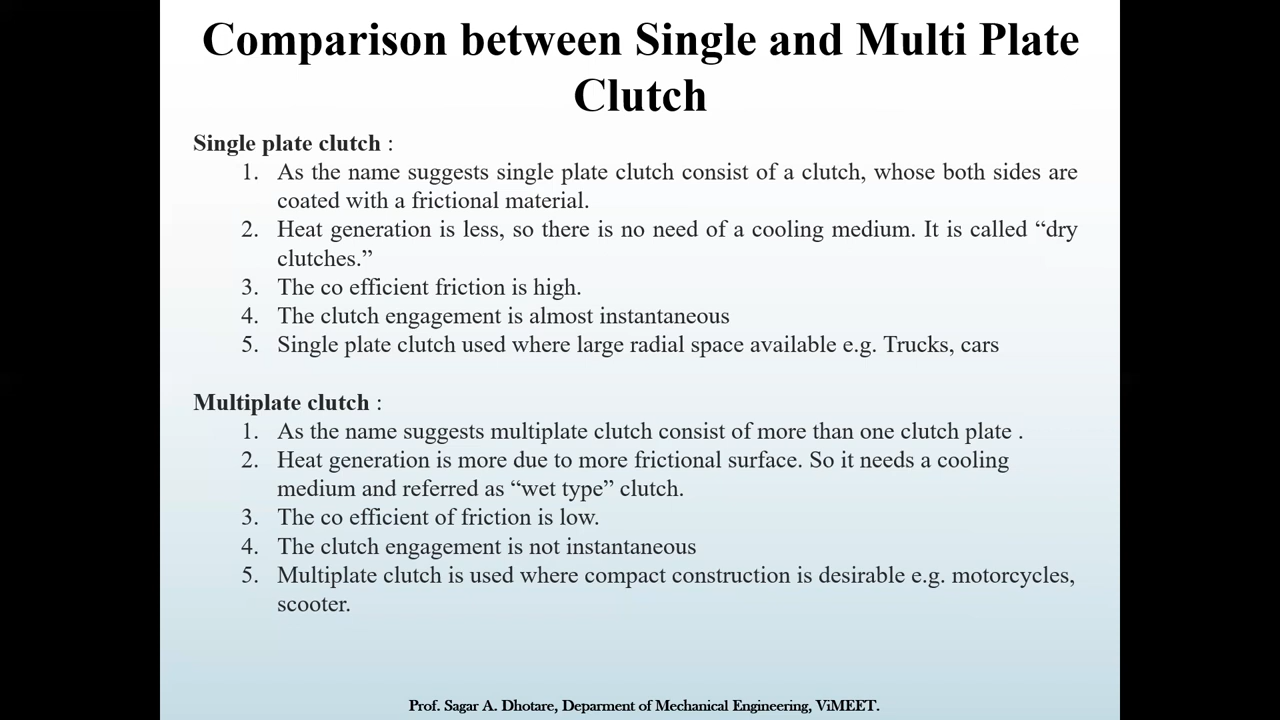 Comparison between Single and Multi Plate
Clutch
Single plate clutch :
1. As the name suggests single plate clutch consist of a clutch, whose both sides are
coated with a frictional material.
2. Heat generation is less, so there is no need of a cooling medium. It is called “dry
clutches.”
3. The co efficient friction is high.
4. The clutch engagement is almost instantaneous
5. Single plate clutch used where large radial space available e.g. Trucks, cars
Multiplate clutch :
1. As the name suggests multiplate clutch consist of more than one clutch plate .
2. Heat generation is more due to more frictional surface. So it needs a cooling
medium and referred as “wet type” clutch.
3. The co efficient of friction is low.
4. The clutch engagement is not instantaneous
5. Multiplate clutch is used where compact construction is desirable e.g. motorcycles,
scooter.
Prof. Sagar A. Dhotare, Deparment of Mechanical Engineering, ViMEET.